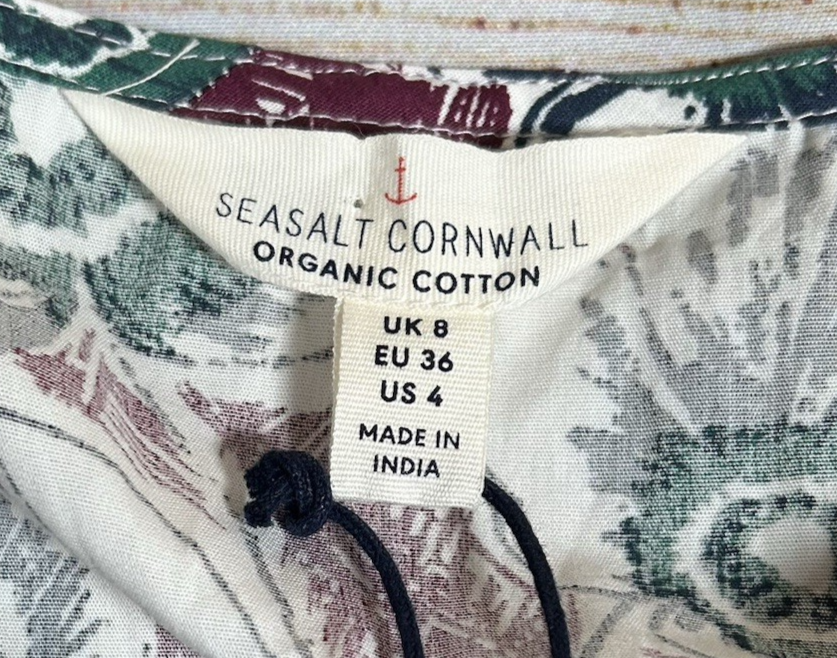 SEASALT CORNWALL
ORGANIC COTTON
UK 8
EU 36
US 4
MADE IN
INDIA